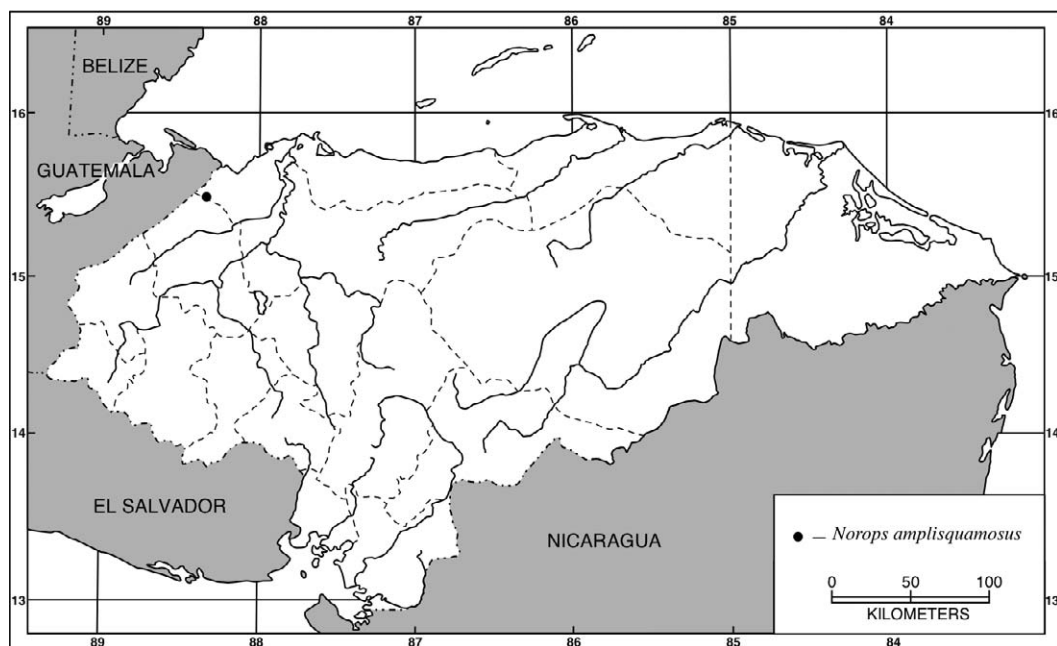 89 88 87 86 85 84
BELIZE
16 16
GUATEMALA
15 15
14 14
EL SALVADOR
NICARAGUA
● – Norops amplisquamosus
0 50 100
KILOMETERS
13 13
89 88 87 86 85 84